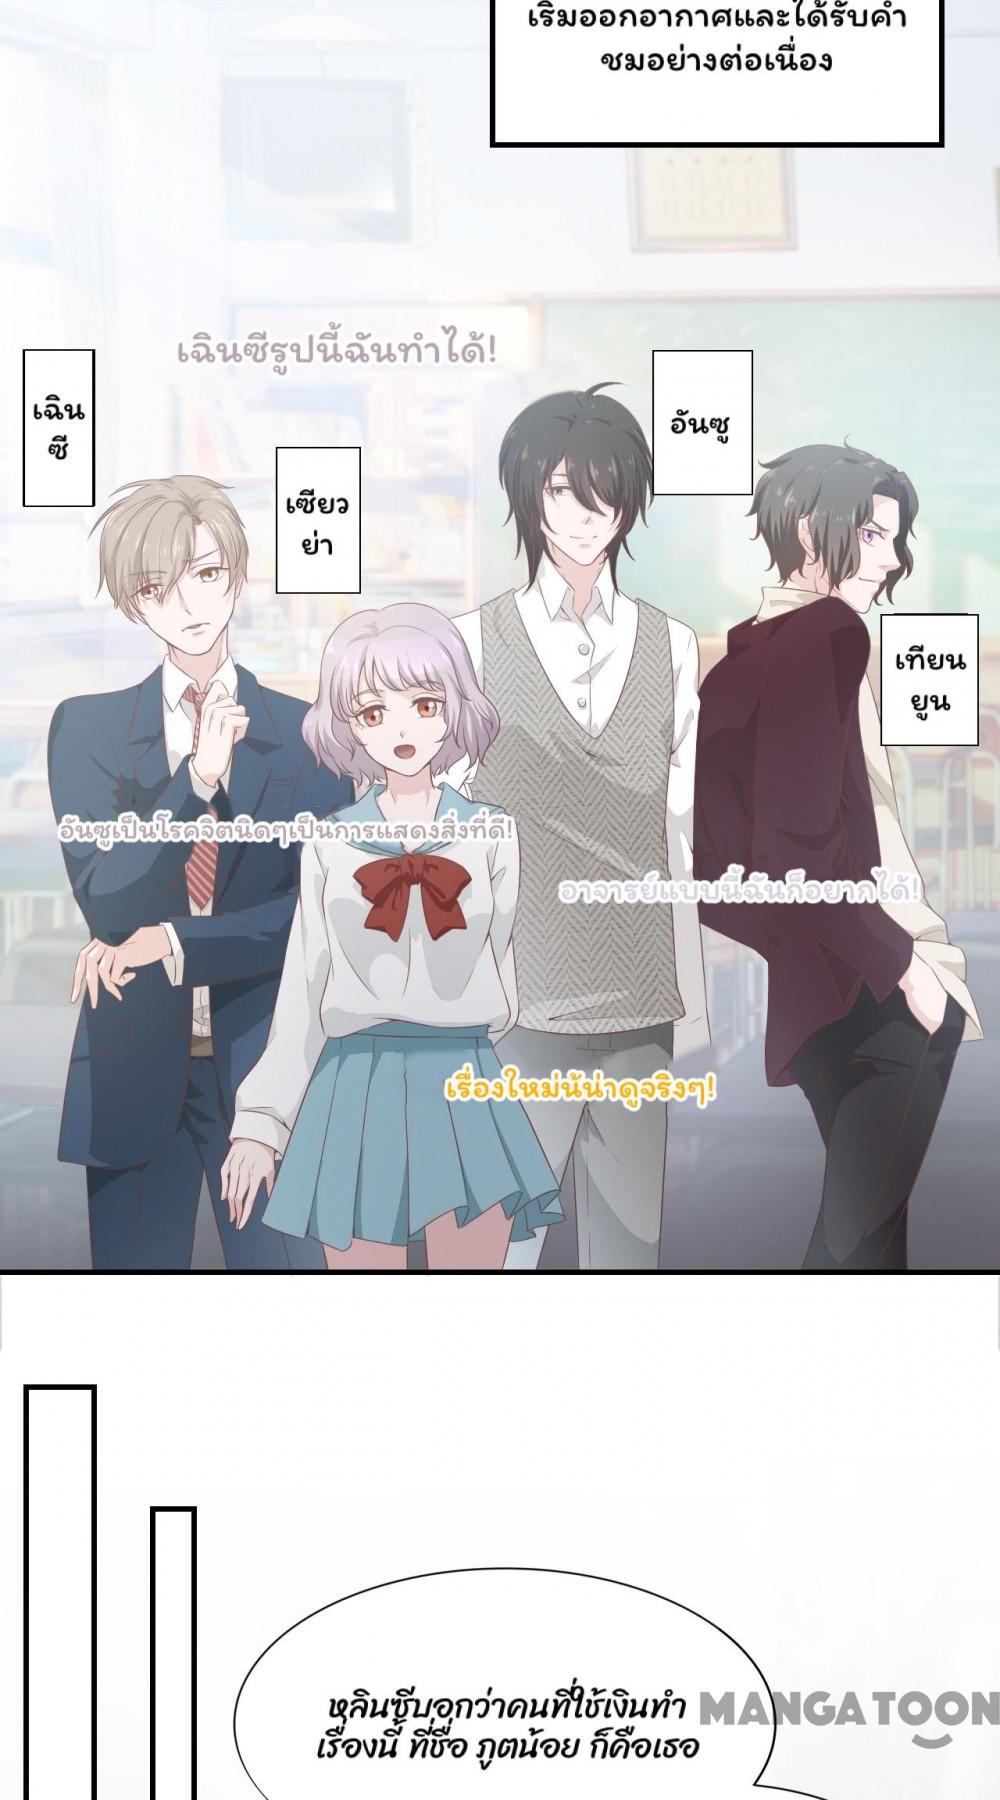 เริ่มออกอากาศและได้รับคำ
ชมอย่างต่อเนื่อง
เฉินซีรูปนี้ฉันทำได้!
เฉิน
ซี
อันซู
เซียว
ย่า
เทียน
ยูน
อันซูเป็นโรคจิตนิดๆเป็นการแสดงสิ่งที่ดี!
อาจารย์แบบนี้ฉันก็อยากได้!
เรื่องใหม่น้น่าดูจริงๆ!
หลินซีบอกว่าคนที่ใช้เงินทำ
เรื่องนี้ ที่ชื่อ ภูตน้อย ก็คือเธอ
MANGATOON